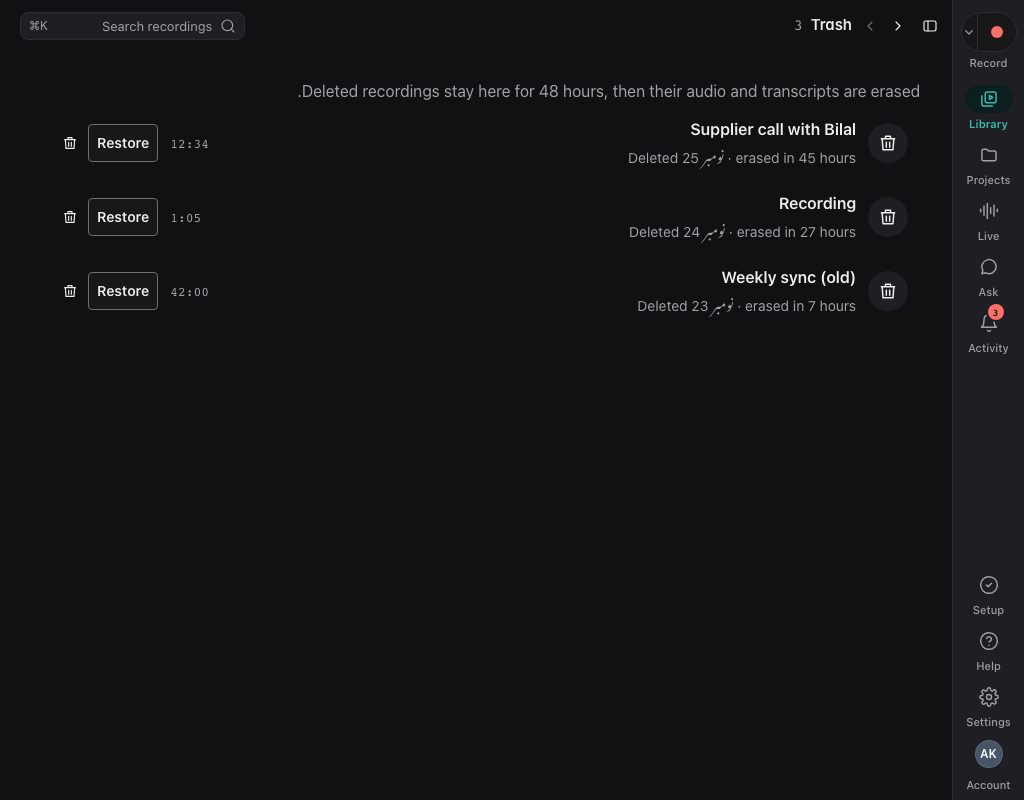 ⌘K
Search recordings
3 Trash
.Deleted recordings stay here for 48 hours, then their audio and transcripts are erased
Supplier call with Bilal
Deleted 25 نومبر · erased in 45 hours
Restore
12:34
Recording
Deleted 24 نومبر · erased in 27 hours
Restore
1:05
Weekly sync (old)
Deleted 23 نومبر · erased in 7 hours
Restore
42:00
Record
Library
Projects
Live
Ask
3
Activity
Setup
Help
Settings
AK
Account